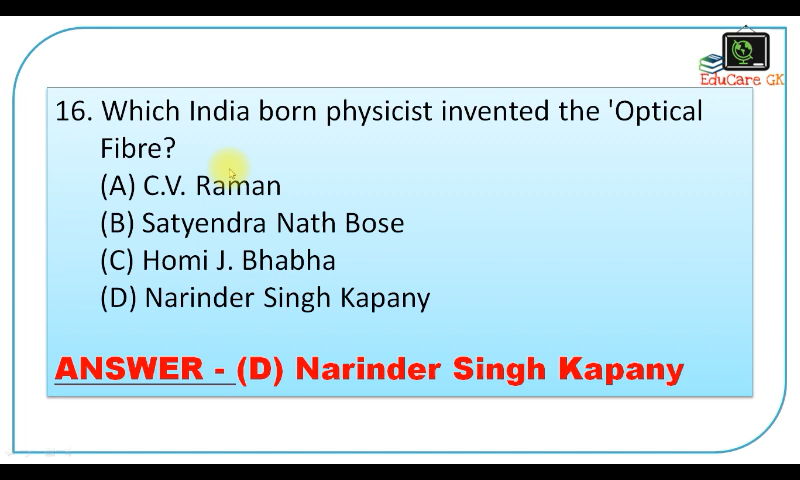 EduCare GK
16. Which India born physicist invented the 'Optical
Fibre?
(A) C.V. Raman
(B) Satyendra Nath Bose
(C) Homi J. Bhabha
(D) Narinder Singh Kapany
ANSWER - (D) Narinder Singh Kapany